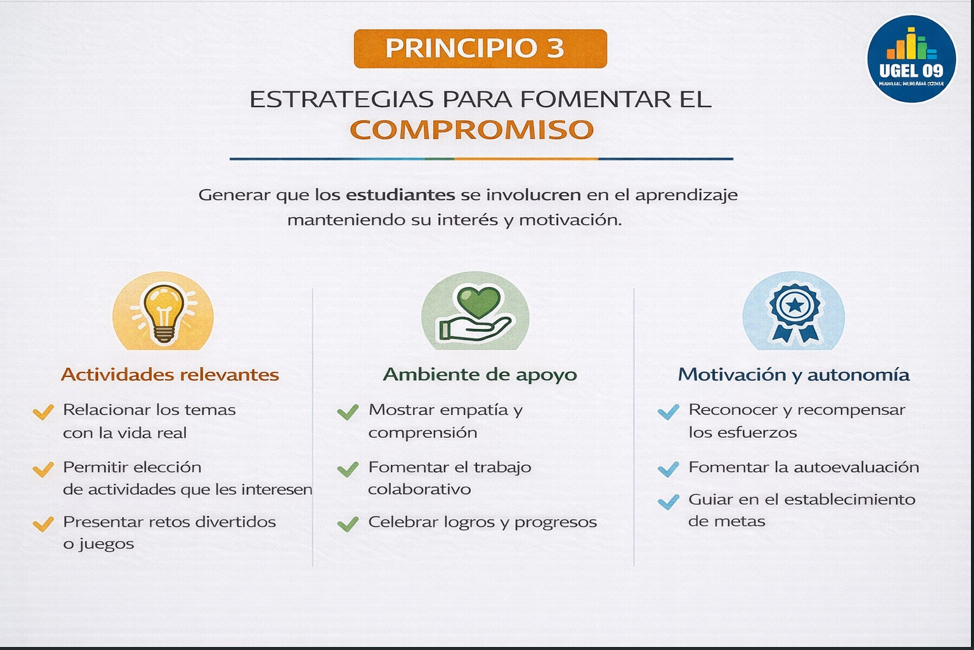 PRINCIPIO 3
UGEL 09
ESTRATEGIAS PARA FOMENTAR EL
COMPROMISO
Generar que los estudiantes se involucren en el aprendizaje
manteniendo su interés y motivación.
Actividades relevantes
Relacionar los temas
con la vida real
Permitir elección
de actividades que les interesen
Presentar retos divertidos
o juegos
Ambiente de apoyo
Mostrar empatía y
comprensión
Fomentar el trabajo
colaborativo
Celebrar logros y progresos
Motivación y autonomía
Reconocer y recompensar
los esfuerzos
Fomentar la autoevaluación
Guiar en el establecimiento
de metas